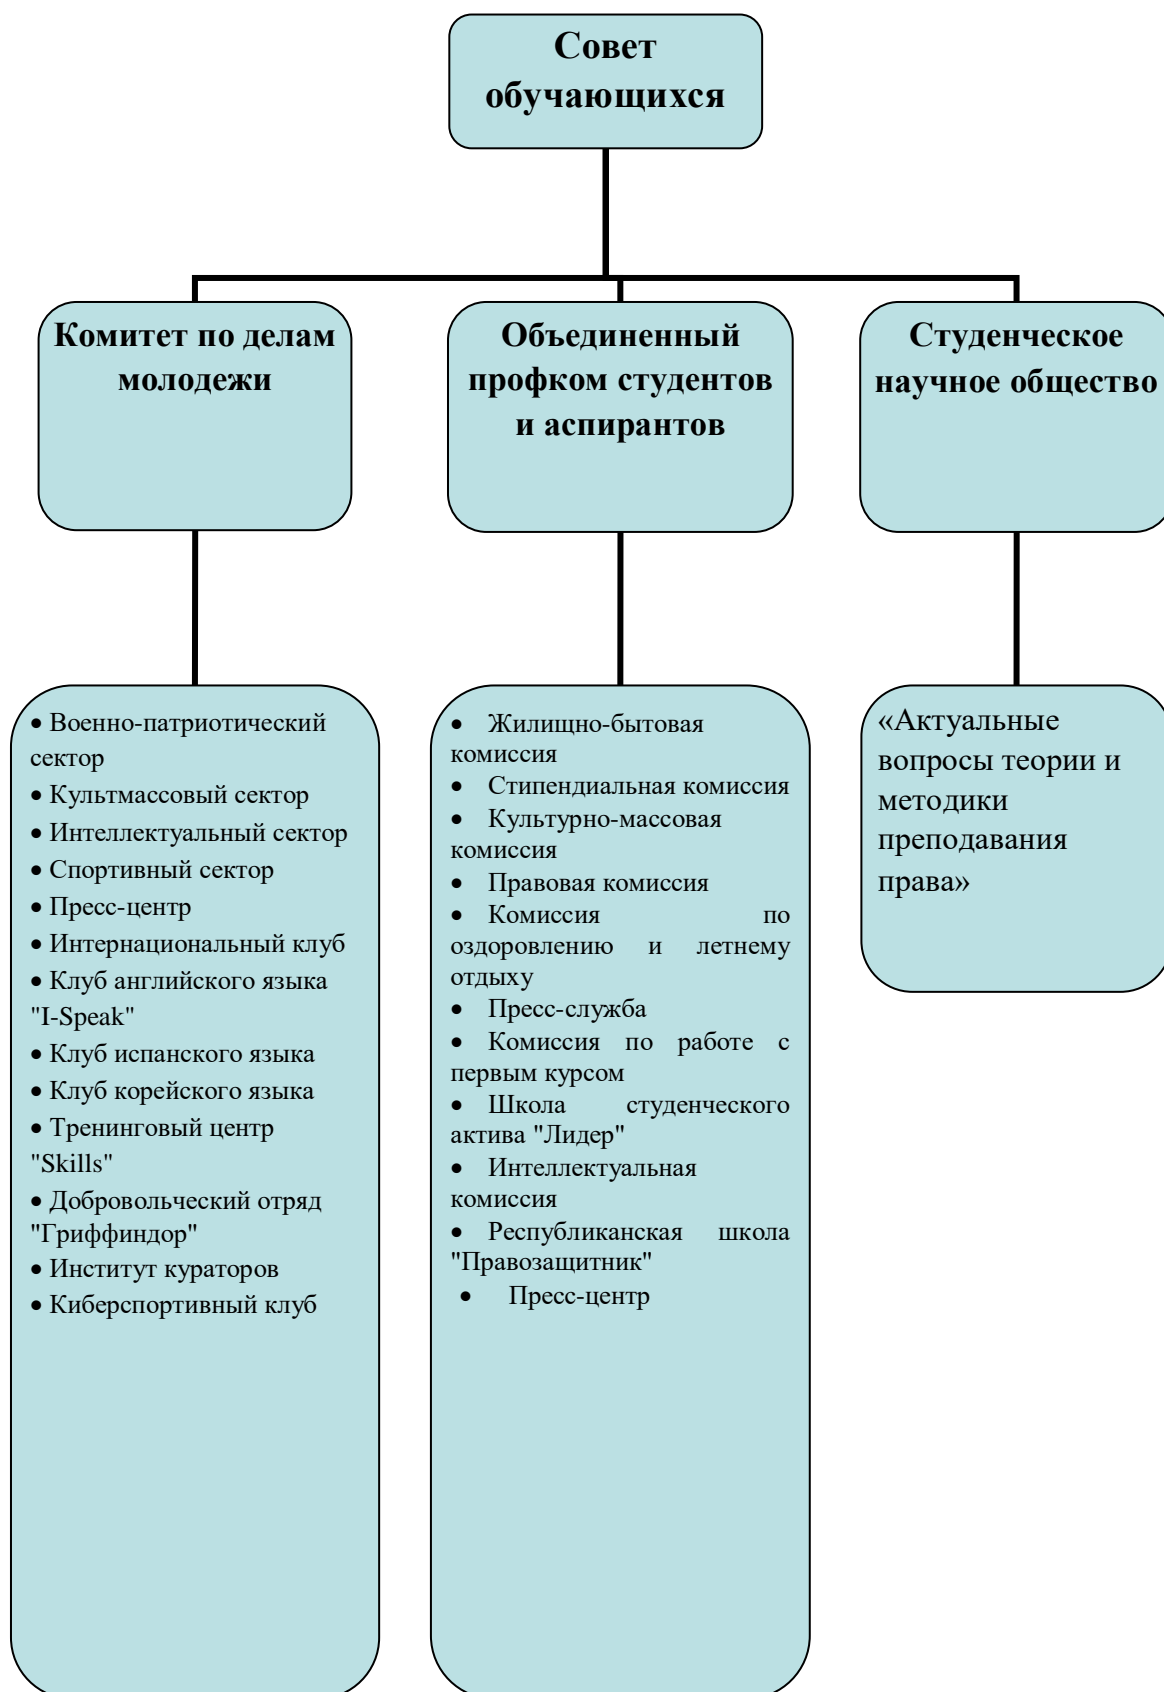 Совет
обучающихся
Комитет по делам
молодежи
Объединенный
профком студентов
и аспирантов
Студенческое
научное общество
• Военно-патриотический
сектор
• Культмассовый сектор
• Интеллектуальный сектор
• Спортивный сектор
• Пресс-центр
• Интернациональный клуб
• Клуб английского языка
"I-Speak"
• Клуб испанского языка
• Клуб корейского языка
• Тренинговый центр
"Skills"
• Добровольческий отряд
"Гриффиндор"
• Институт кураторов
• Киберспортивный клуб
• Жилищно-бытовая
комиссия
• Стипендиальная комиссия
• Культурно-массовая
комиссия
• Правовая комиссия
• Комиссия по
оздоровлению и летнему
отдыху
• Пресс-служба
• Комиссия по работе с
первым курсом
• Школа студенческого
актива "Лидер"
• Интеллектуальная
комиссия
• Республиканская школа
"Правозащитник"
• Пресс-центр
«Актуальные
вопросы теории и
методики
преподавания
права»